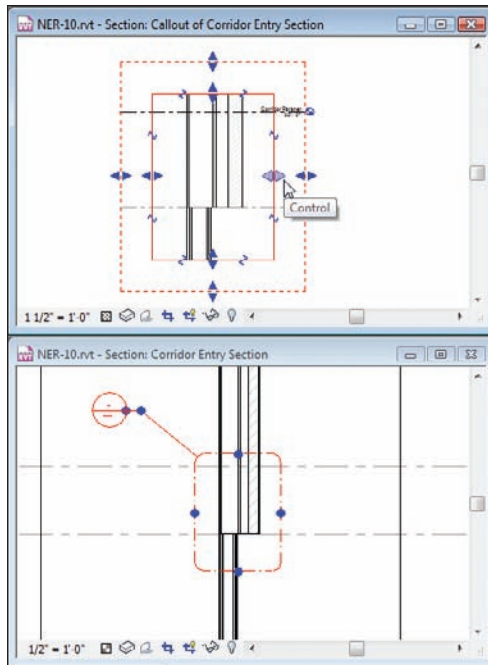 NER-10.rvt - Section: Callout of Corridor Entry Section
Control
1 1/2" = 1'-0"
NER-10.rvt - Section: Corridor Entry Section
1/2" = 1'-0"